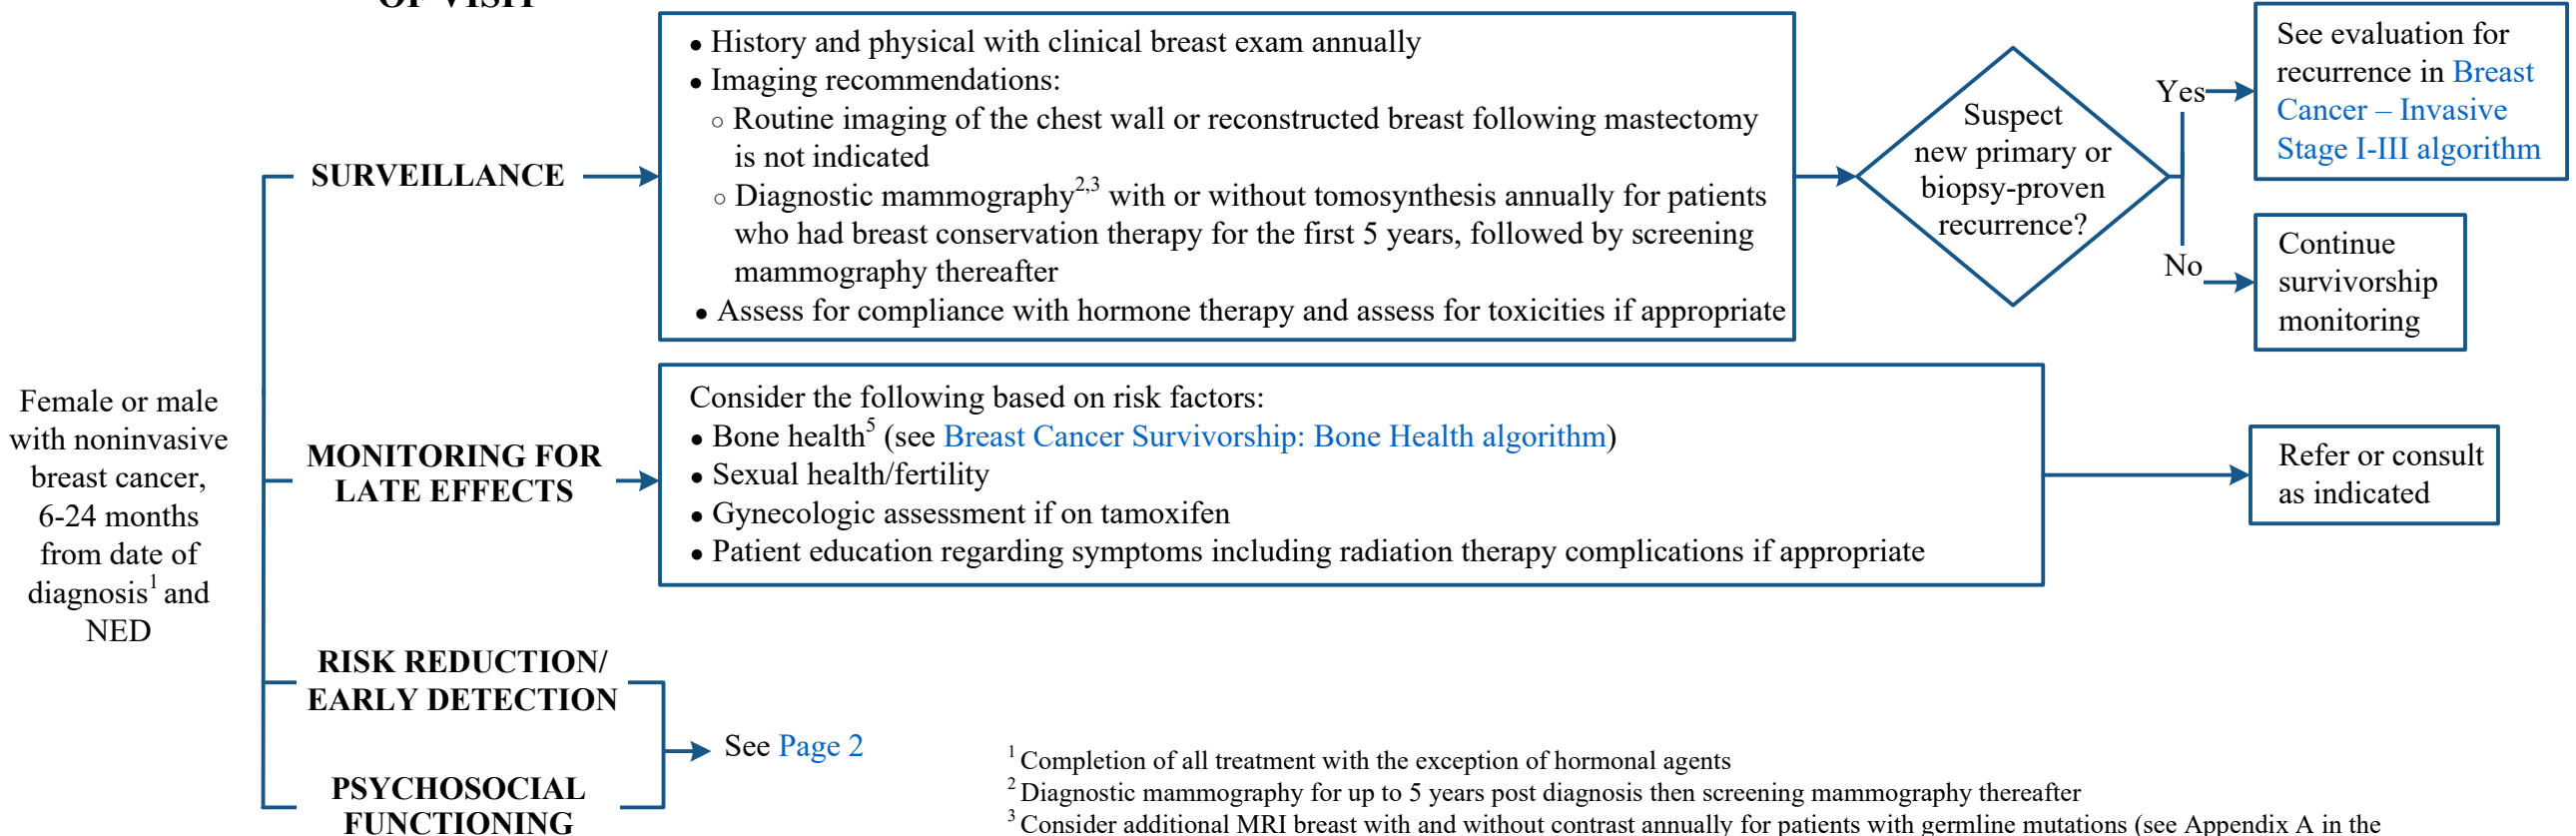 OF VISIT
• History and physical with clinical breast exam annually
• Imaging recommendations:
○ Routine imaging of the chest wall or reconstructed breast following mastectomy
is not indicated
○ Diagnostic mammography2,3 with or without tomosynthesis annually for patients
who had breast conservation therapy for the first 5 years, followed by screening
mammography thereafter
• Assess for compliance with hormone therapy and assess for toxicities if appropriate
SURVEILLANCE
Suspect
new primary or
biopsy-proven
recurrence?
Yes
See evaluation for
recurrence in Breast
Cancer – Invasive
Stage I-III algorithm
No
Continue
survivorship
monitoring
Female or male
with noninvasive
breast cancer,
6-24 months
from date of
diagnosis1 and
NED
MONITORING FOR
LATE EFFECTS
Consider the following based on risk factors:
• Bone health5 (see Breast Cancer Survivorship: Bone Health algorithm)
• Sexual health/fertility
• Gynecologic assessment if on tamoxifen
• Patient education regarding symptoms including radiation therapy complications if appropriate
Refer or consult
as indicated
RISK REDUCTION/
EARLY DETECTION
PSYCHOSOCIAL
FUNCTIONING
See Page 2
1 Completion of all treatment with the exception of hormonal agents
2 Diagnostic mammography for up to 5 years post diagnosis then screening mammography thereafter
3 Consider additional MRI breast with and without contrast annually for patients with germline mutations (see Appendix A in the